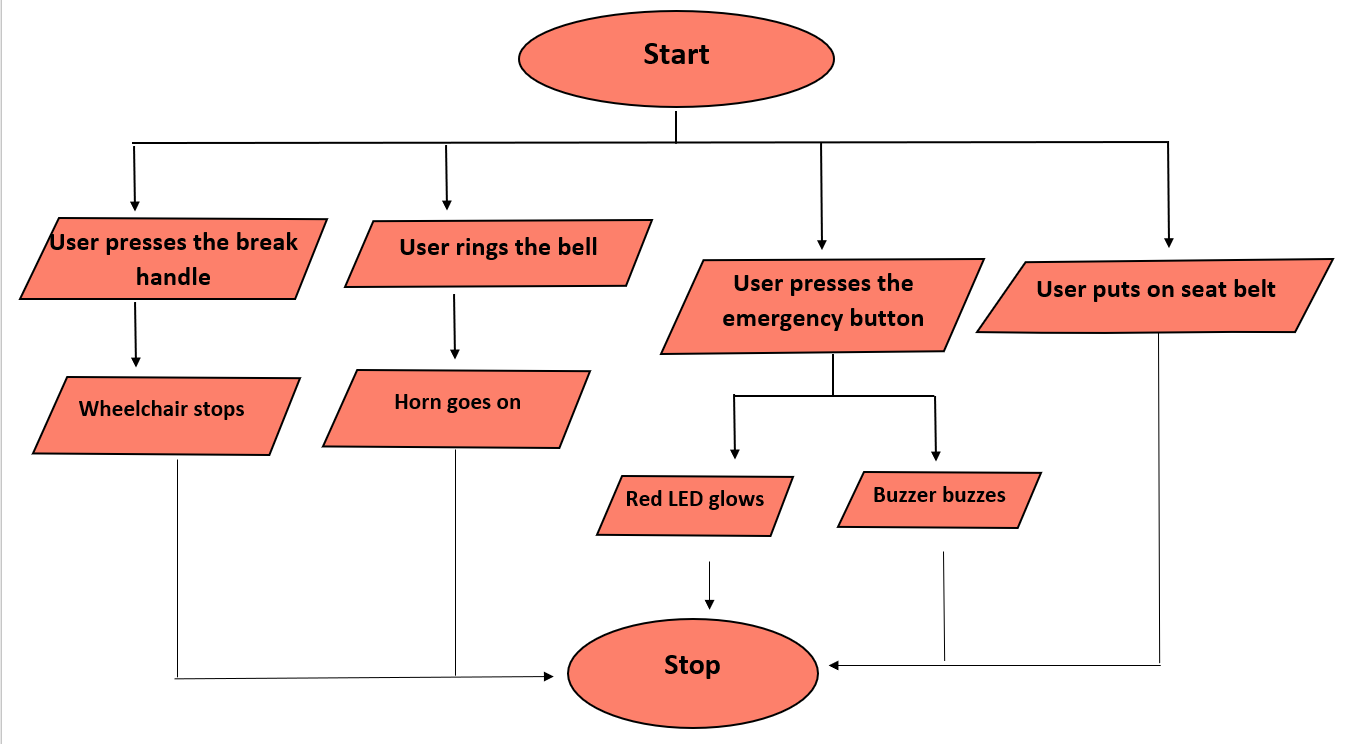 Start
User presses the break
handle
User rings the bell
User presses the
emergency button
User puts on seat belt
Wheelchair stops
Horn goes on
Red LED glows
Buzzer buzzes
Stop